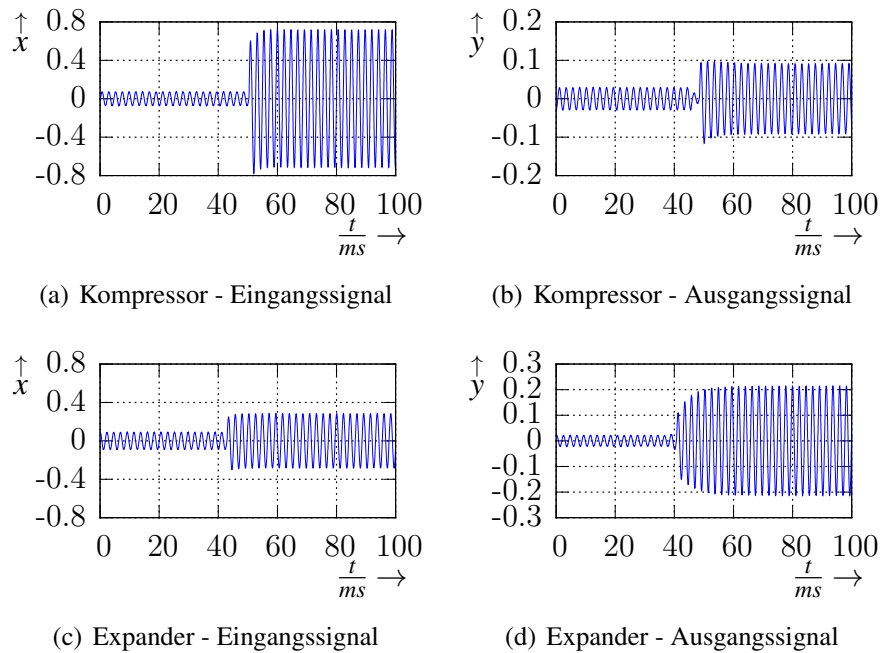 ↑
x
0.8
0.4
0
-0.4
-0.8
0 20 40 60 80 100
t/ms →
(a) Kompressor - Eingangssignal
↑
y
0.2
0.1
0
-0.1
-0.2
0 20 40 60 80 100
t/ms →
(b) Kompressor - Ausgangssignal
↑
x
0.8
0.4
0
-0.4
-0.8
0 20 40 60 80 100
t/ms →
(c) Expander - Eingangssignal
↑
y
0.3
0.2
0.1
0
-0.1
-0.2
-0.3
0 20 40 60 80 100
t/ms →
(d) Expander - Ausgangssignal